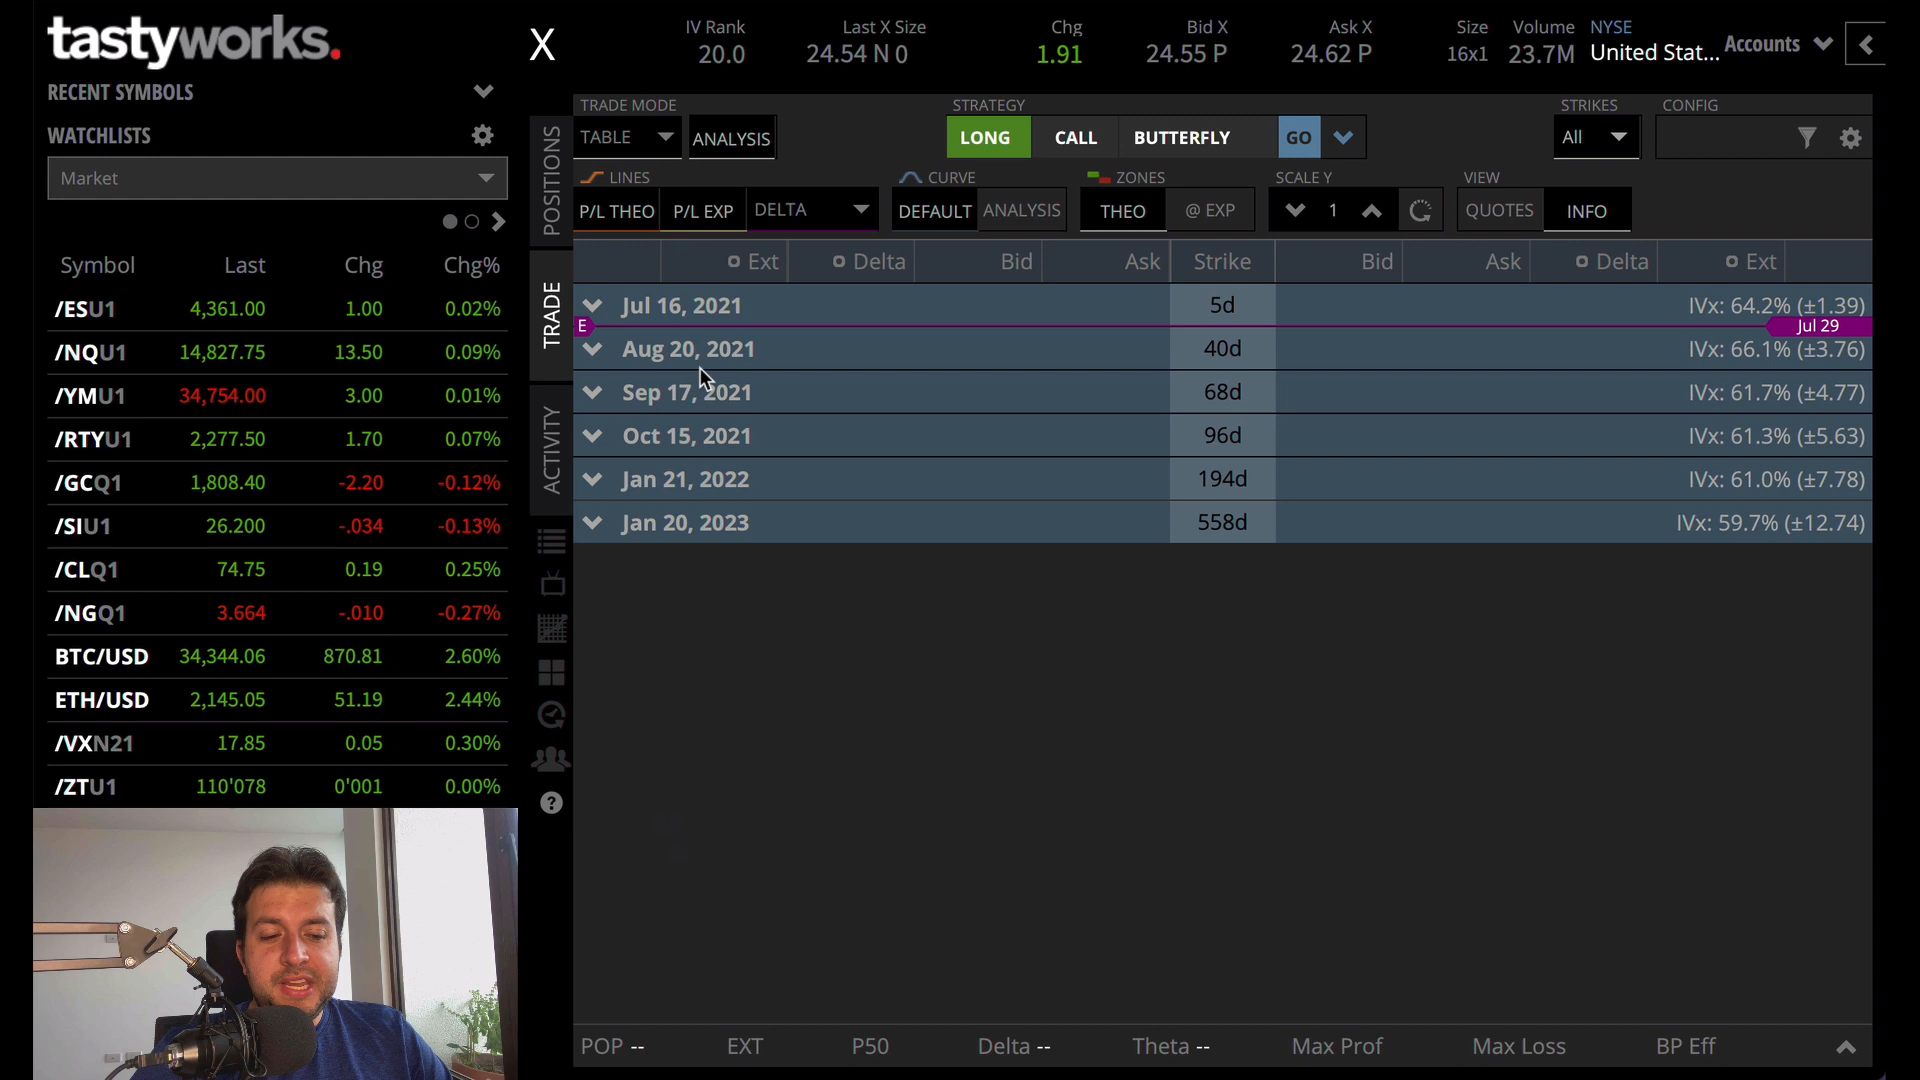 tastyworks.
RECENT SYMBOLS
WATCHLISTS
Market
Symbol Last Chg Chg%
/ESU1 4,361.00 1.00 0.02%
/NQU1 14,827.75 13.50 0.09%
/YMU1 34,754.00 3.00 0.01%
/RTYU1 2,277.50 1.70 0.07%
/GCQ1 1,808.40 -2.20 -0.12%
/SIU1 26.200 -.034 -0.13%
/CLQ1 74.75 0.19 0.25%
/NGQ1 3.664 -.010 -0.27%
BTC/USD 34,344.06 870.81 2.60%
ETH/USD 2,145.05 51.19 2.44%
/VXN21 17.85 0.05 0.30%
/ZTU1 110'078 0'001 0.00%
X
IV Rank Last X Size Chg Bid X Ask X Size Volume NYSE
20.0 24.54 N 0 1.91 24.55 P 24.62 P 16x1 23.7M United Stat...
Accounts
POSITIONS
TRADE
ACTIVITY
TRADE MODE STRATEGY STRIKES CONFIG
TABLE ANALYSIS LONG CALL BUTTERFLY GO All
LINES CURVE ZONES SCALE Y VIEW
P/L THEO P/L EXP DELTA DEFAULT ANALYSIS THEO @ EXP 1 QUOTES INFO
Ext Delta Bid Ask Strike Bid Ask Delta Ext
Jul 16, 2021 5d IVx: 64.2% (±1.39)
E Jul 29
Aug 20, 2021 40d IVx: 66.1% (±3.76)
Sep 17, 2021 68d IVx: 61.7% (±4.77)
Oct 15, 2021 96d IVx: 61.3% (±5.63)
Jan 21, 2022 194d IVx: 61.0% (±7.78)
Jan 20, 2023 558d IVx: 59.7% (±12.74)
?
POP -- EXT P50 Delta -- Theta -- Max Prof Max Loss BP Eff